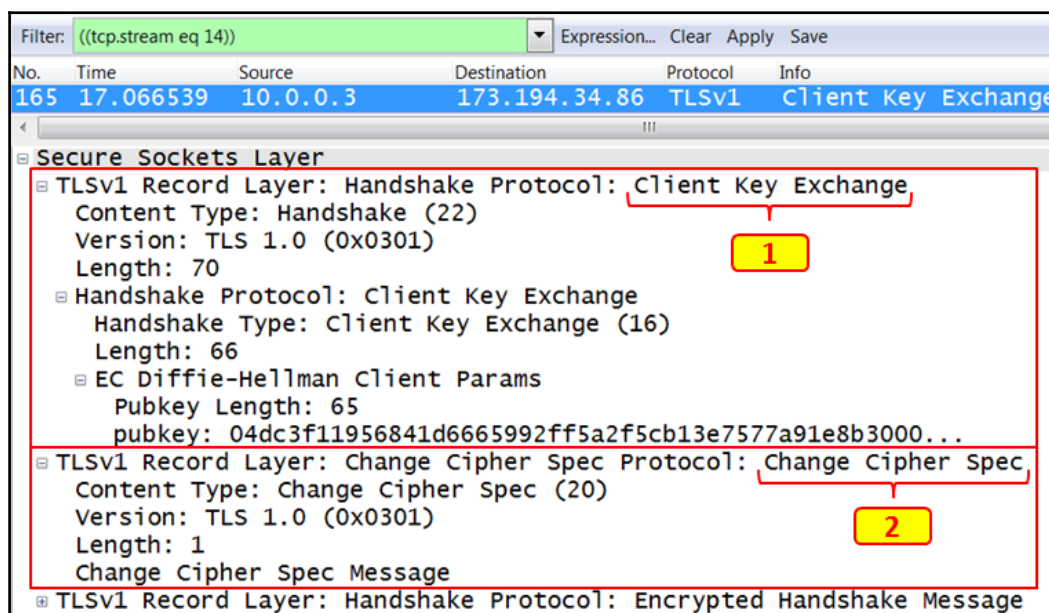 Filter: ((tcp.stream eq 14)) Expression... Clear Apply Save
No. Time Source Destination Protocol Info
165 17.066539 10.0.0.3 173.194.34.86 TLSv1 Client Key Exchange
Secure Sockets Layer
TLSv1 Record Layer: Handshake Protocol: Client Key Exchange
Content Type: Handshake (22)
1
Version: TLS 1.0 (0x0301)
Length: 70
Handshake Protocol: Client Key Exchange
Handshake Type: Client Key Exchange (16)
Length: 66
EC Diffie-Hellman Client Params
Pubkey Length: 65
pubkey: 04dc3f11956841d6665992ff5a2f5cb13e7577a91e8b3000...
TLSv1 Record Layer: Change Cipher Spec Protocol: Change Cipher Spec
Content Type: Change Cipher Spec (20)
Version: TLS 1.0 (0x0301)
2
Length: 1
Change Cipher Spec Message
TLSv1 Record Layer: Handshake Protocol: Encrypted Handshake Message